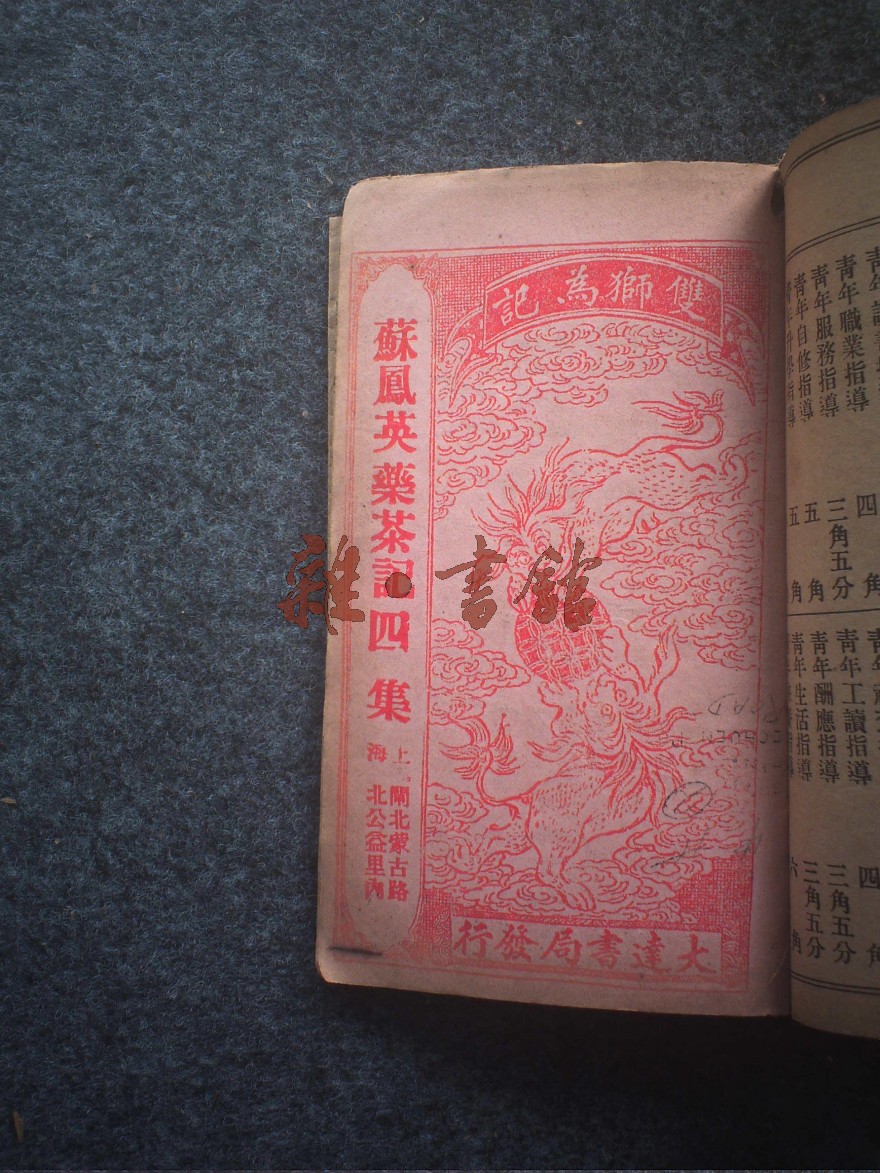 雙獅為記
蘇鳳英藥茶記四集
上海
閘北蒙古路
北公益里內
大達書局發行
雜·書館
青年職業指導
三角五分
青年服務指導
五角
青年自修指導
五角
青年工讀指導
三角五分
青年酬應指導
三角五分
青年生活指導
六角